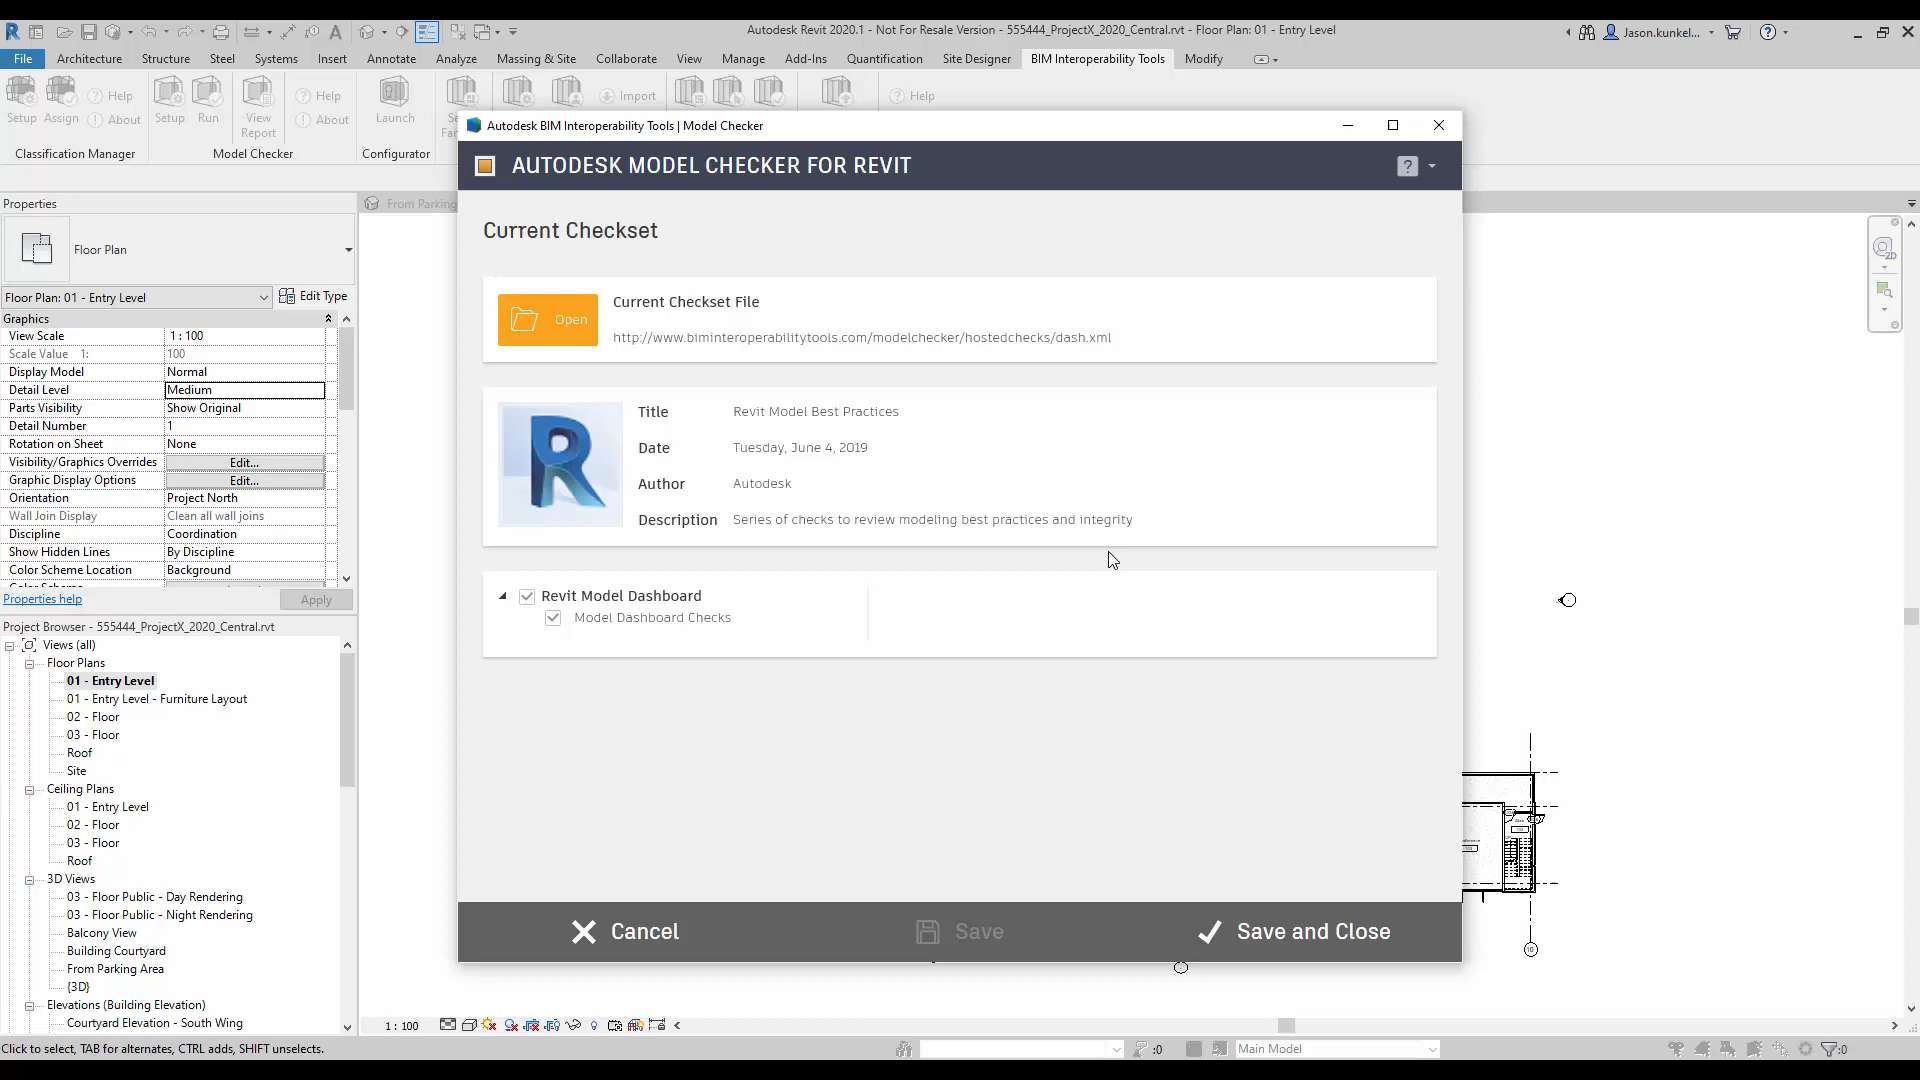 Autodesk Revit 2020.1 - Not For Resale Version - 555444_ProjectX_2020_Central.rvt - Floor Plan: 01 - Entry Level
Jason.kunkel...
File Architecture Structure Steel Systems Insert Annotate Analyze Massing & Site Collaborate View Manage Add-Ins Quantification Site Designer BIM Interoperability Tools Modify
Help Help Import Help
Setup Assign About Setup Run View Report About Launch
Classification Manager Model Checker Configurator
Autodesk BIM Interoperability Tools | Model Checker
AUTODESK MODEL CHECKER FOR REVIT
Current Checkset
Open
Current Checkset File
http://www.biminteroperabilitytools.com/modelchecker/hostedchecks/dash.xml
Title Revit Model Best Practices
Date Tuesday, June 4, 2019
Author Autodesk
Description Series of checks to review modeling best practices and integrity
Revit Model Dashboard
Model Dashboard Checks
Cancel Save Save and Close
Properties
From Parking
Floor Plan
Floor Plan: 01 - Entry Level Edit Type
Graphics
View Scale 1 : 100
Scale Value 1: 100
Display Model Normal
Detail Level Medium
Parts Visibility Show Original
Detail Number 1
Rotation on Sheet None
Visibility/Graphics Overrides Edit...
Graphic Display Options Edit...
Orientation Project North
Wall Join Display Clean all wall joins
Discipline Coordination
Show Hidden Lines By Discipline
Color Scheme Location Background
Properties help Apply
Project Browser - 555444_ProjectX_2020_Central.rvt
Views (all)
Floor Plans
01 - Entry Level
01 - Entry Level - Furniture Layout
02 - Floor
03 - Floor
Roof
Site
Ceiling Plans
01 - Entry Level
02 - Floor
03 - Floor
Roof
3D Views
03 - Floor Public - Day Rendering
03 - Floor Public - Night Rendering
Balcony View
Building Courtyard
From Parking Area
{3D}
Elevations (Building Elevation)
Courtyard Elevation - South Wing
1 : 100
Click to select, TAB for alternates, CTRL adds, SHIFT unselects.
:0 Main Model :0
2D
10